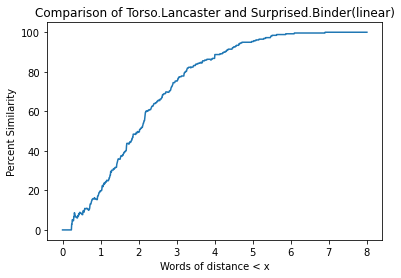 Comparison of Torso.Lancaster and Surprised.Binder(linear)
100
80
60
40
20
0
Percent Similarity
0 1 2 3 4 5 6 7 8
Words of distance < x